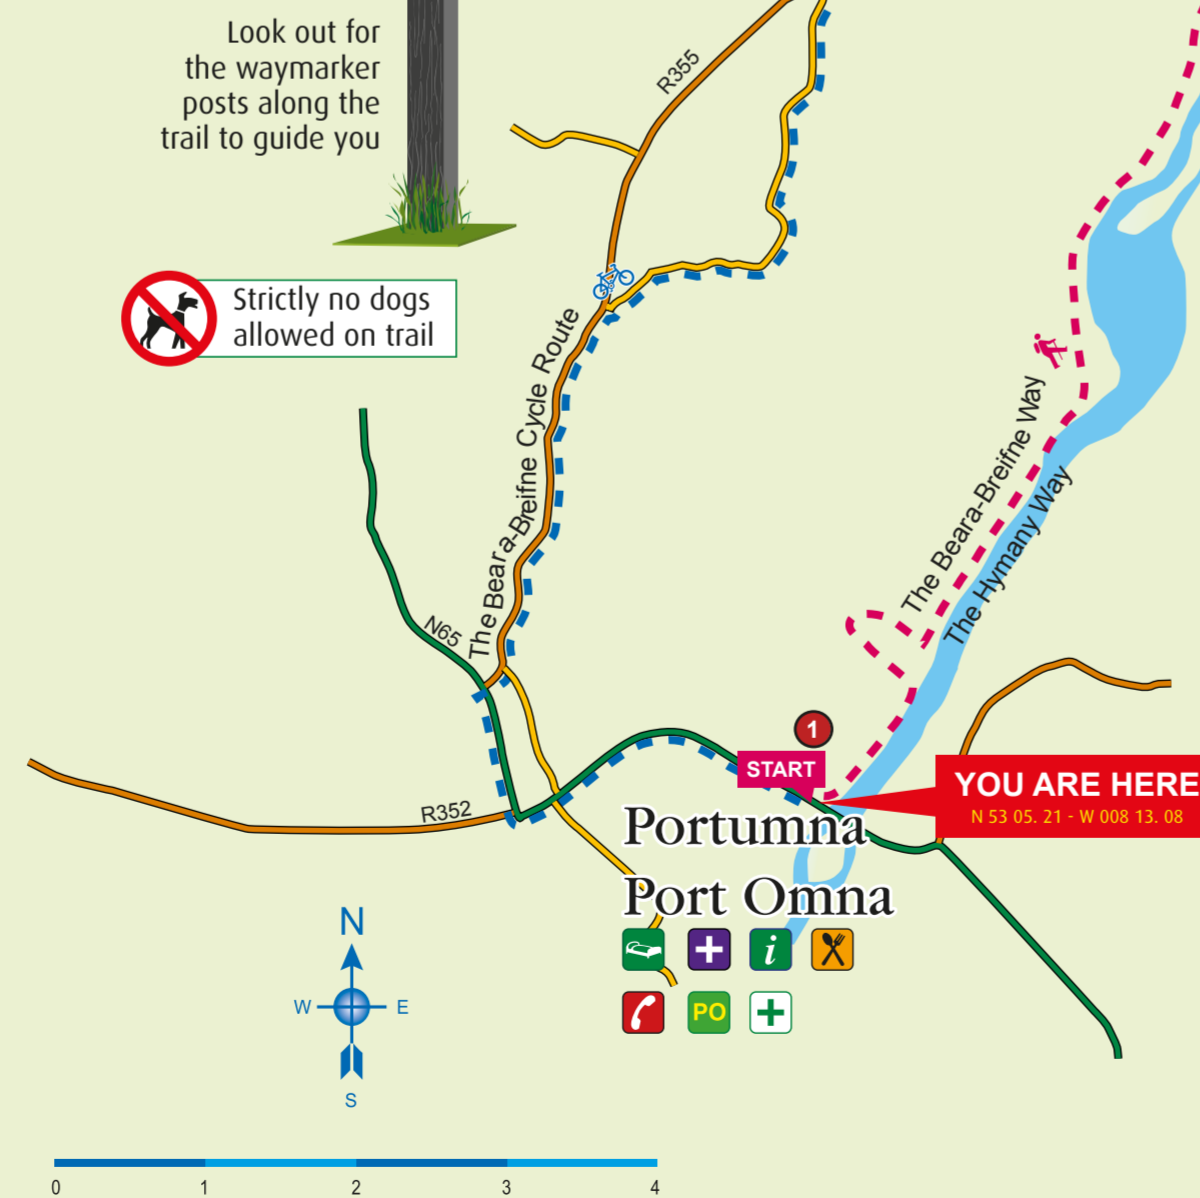 Look out for
the waymarker
posts along the
trail to guide you
R355
Strictly no dogs
allowed on trail
The Beara-Breifne Cycle Route
The Beara-Breifne Way
The Hymany Way
N65
1
START
YOU ARE HERE
N 53 05. 21 - W 008 13. 08
R352
Portumna
Port Omna
i
PO
N
W
E
S
0 1 2 3 4